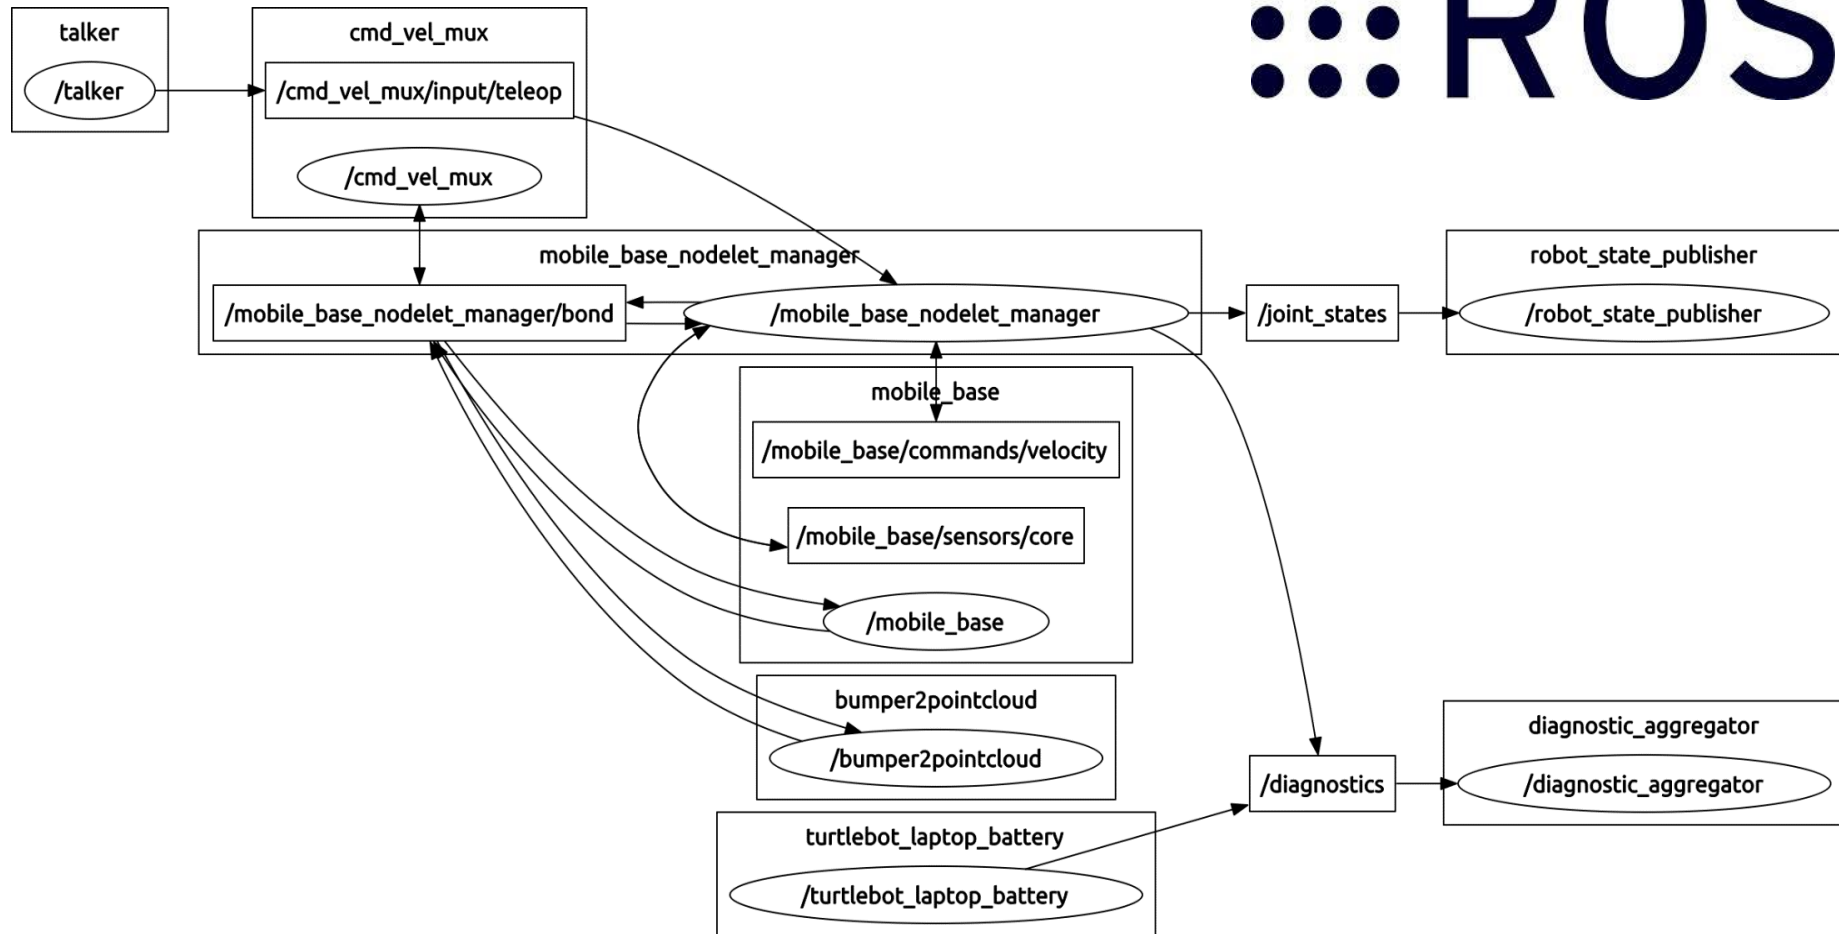 ROS
talker
/talker
cmd_vel_mux
/cmd_vel_mux/input/teleop
/cmd_vel_mux
mobile_base_nodelet_manager
/mobile_base_nodelet_manager/bond
/mobile_base_nodelet_manager
/joint_states
robot_state_publisher
/robot_state_publisher
mobile_base
/mobile_base/commands/velocity
/mobile_base/sensors/core
/mobile_base
bumper2pointcloud
/bumper2pointcloud
/diagnostics
diagnostic_aggregator
/diagnostic_aggregator
turtlebot_laptop_battery
/turtlebot_laptop_battery